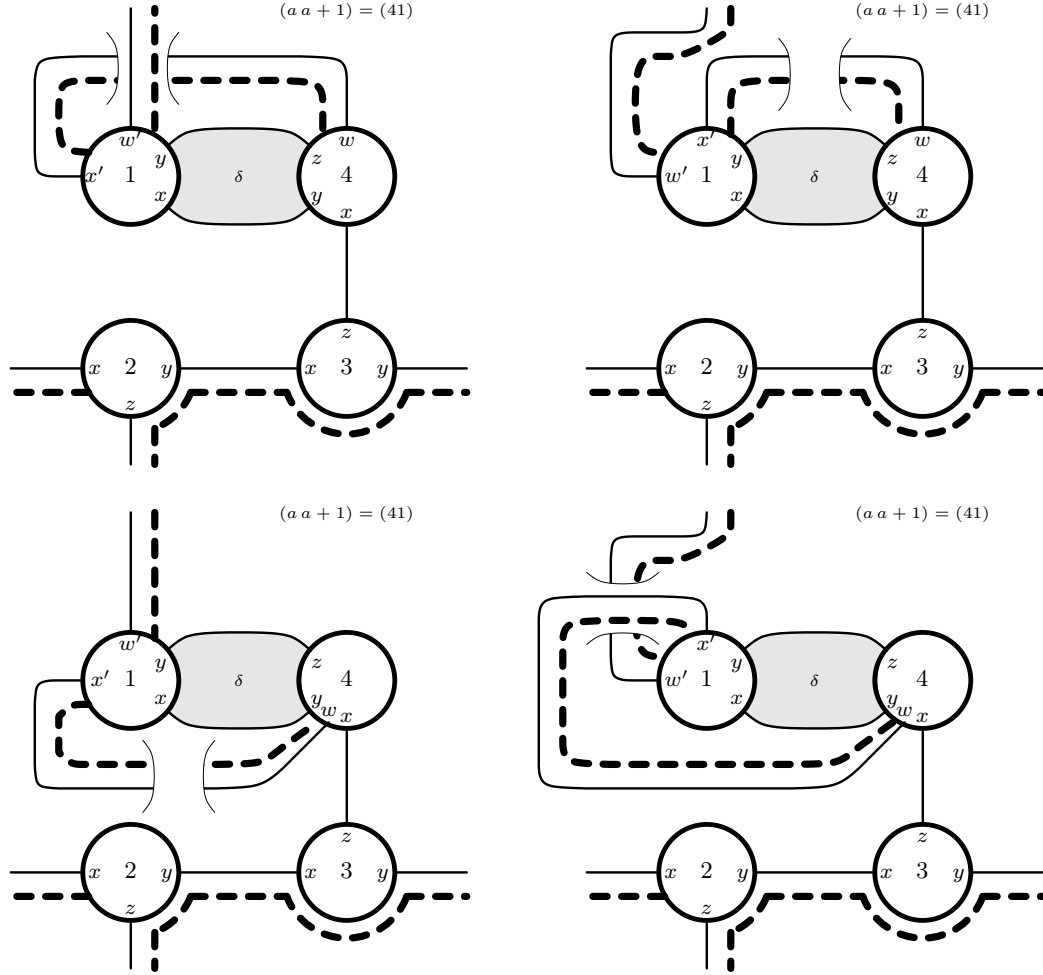 (a a + 1) = (41) (a a + 1) = (41)
w′ x′ w
y z y z
x′ 1 δ 4 w′ 1 δ 4
x y x y
w x x
z z
x 2 y x 3 y x 2 y x 3 y
z z
(a a + 1) = (41) (a a + 1) = (41)
w′ x′
y z y z
x′ 1 δ 4 w′ 1 δ 4
x y w x x y w x
z z
x 2 y x 3 y x 2 y x 3 y
z z